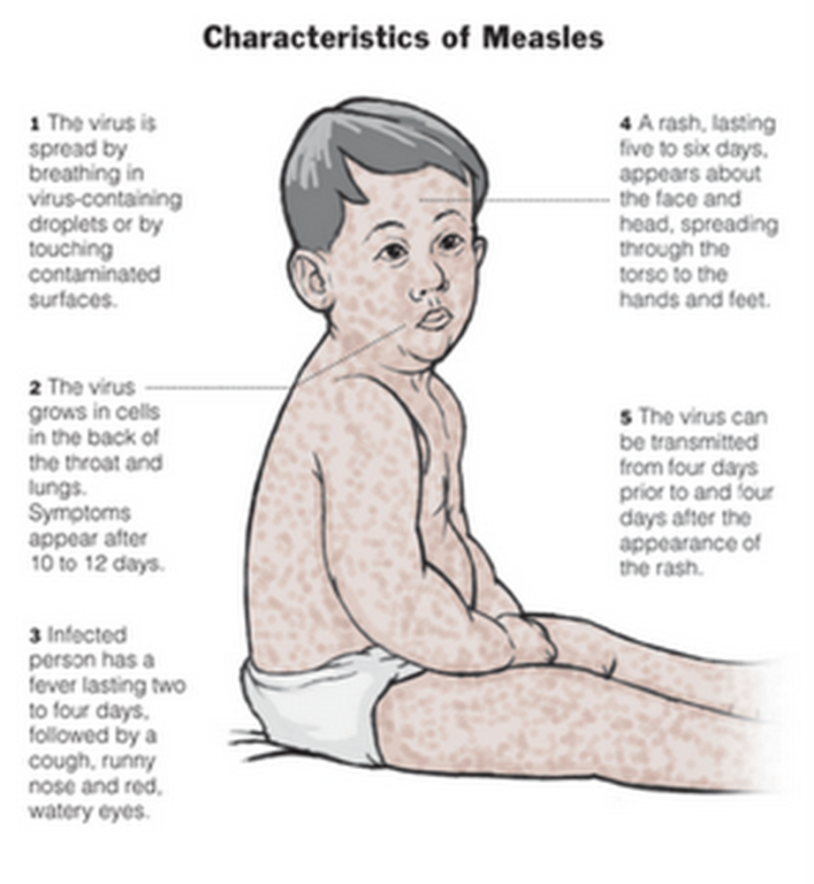 Characteristics of Measles
1 The virus is
spread by
breathing in
virus-containing
droplets or by
touching
contaminated
surfaces.
2 The virus
grows in cells
in the back of
the throat and
lungs.
Symptoms
appear after
10 to 12 days.
3 Infected
person has a
fever lasting two
to four days,
followed by a
cough, runny
nose and red,
watery eyes.
4 A rash, lasting
five to six days,
appears about
the face and
head, spreading
through the
torso to the
hands and feet.
5 The virus can
be transmitted
from four days
prior to and four
days after the
appearance of
the rash.